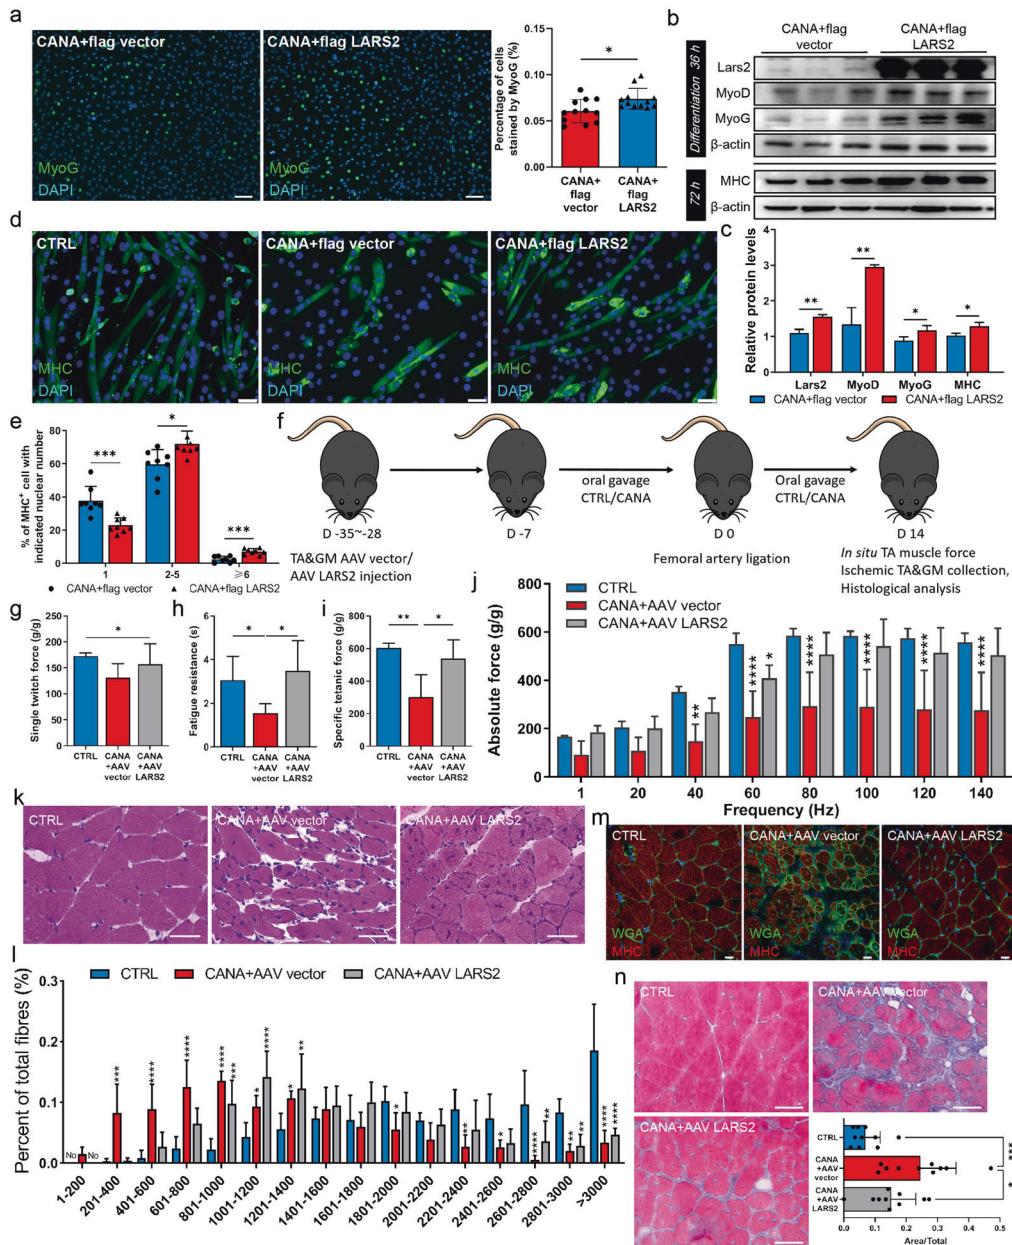 a
CANA+flag vector
MyoG
DAPI
CANA+flag LARS2
MyoG
DAPI
Percentage of cells
stained by MyoG (%)
0.15
0.10
0.05
0.00
*
CANA+
flag
vector
CANA+
flag
LARS2
b
CANA+flag
vector
CANA+flag
LARS2
Differentiation 36 h
Lars2
MyoD
MyoG
β-actin
72 h
MHC
β-actin
c
Relative protein levels
4
3
2
1
0
**
**
*
*
Lars2
MyoD
MyoG
MHC
CANA+flag vector
CANA+flag LARS2
d
CTRL
MHC
DAPI
CANA+flag vector
MHC
DAPI
CANA+flag LARS2
MHC
DAPI
e
% of MHC+ cell with
indicated nuclear number
80
60
40
20
0
***
*
***
1
2-5
≥6
CANA+flag vector
CANA+flag LARS2
f
oral gavage
CTRL/CANA
Oral gavage
CTRL/CANA
D -35~-28
D -7
D 0
D 14
TA&GM AAV vector/
AAV LARS2 injection
Femoral artery ligation
In situ TA muscle force
Ischemic TA&GM collection,
Histological analysis
g
Single twitch force (g/g)
250
200
150
100
50
0
*
CTRL
CANA
+AAV
vector
CANA
+AAV
LARS2
h
Fatigue resistance (s)
6
4
2
0
*
*
CTRL
CANA
+AAV
vector
CANA
+AAV
LARS2
i
Specific tetanic force (g/g)
800
600
400
200
0
**
*
CTRL
CANA
+AAV
vector
CANA
+AAV
LARS2
j
CTRL
CANA+AAV vector
CANA+AAV LARS2
Absolute force (g/g)
800
600
400
200
0
**
****
*
****
****
****
****
1
20
40
60
80
100
120
140
Frequency (Hz)
k
CTRL
CANA+AAV vector
CANA+AAV LARS2
l
CTRL
CANA+AAV vector
CANA+AAV LARS2
Percent of total fibres (%)
0.3
0.2
0.1
0.0
No
No
***
****
****
****
***
*
****
*
**
*
**
*
****
**
**
**
****
****
1-200
201-400
401-600
601-800
801-1000
1001-1200
1201-1400
1401-1600
1601-1800
1801-2000
2001-2200
2201-2400
2401-2600
2601-2800
2801-3000
>3000
m
CTRL
WGA
MHC
CANA+AAV vector
WGA
MHC
CANA+AAV LARS2
WGA
MHC
n
CTRL
CANA+AAV vector
CANA+AAV LARS2
CTRL
CANA
+AAV
vector
CANA
+AAV
LARS2
***
*
0.0
0.1
0.2
0.3
0.4
0.5
Area/Total